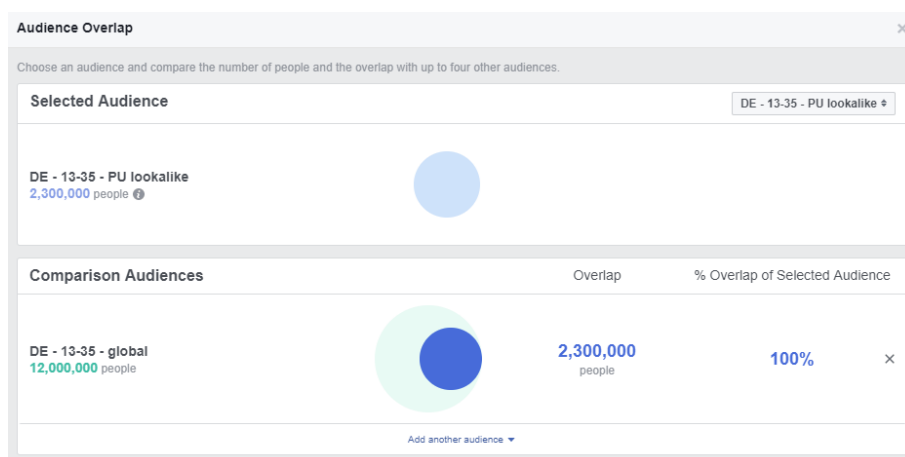 Audience Overlap
×
Choose an audience and compare the number of people and the overlap with up to four other audiences.
Selected Audience
DE - 13-35 - PU lookalike
DE - 13-35 - PU lookalike
2,300,000 people
Comparison Audiences
Overlap
% Overlap of Selected Audience
DE - 13-35 - global
12,000,000 people
2,300,000
people
100%
×
Add another audience